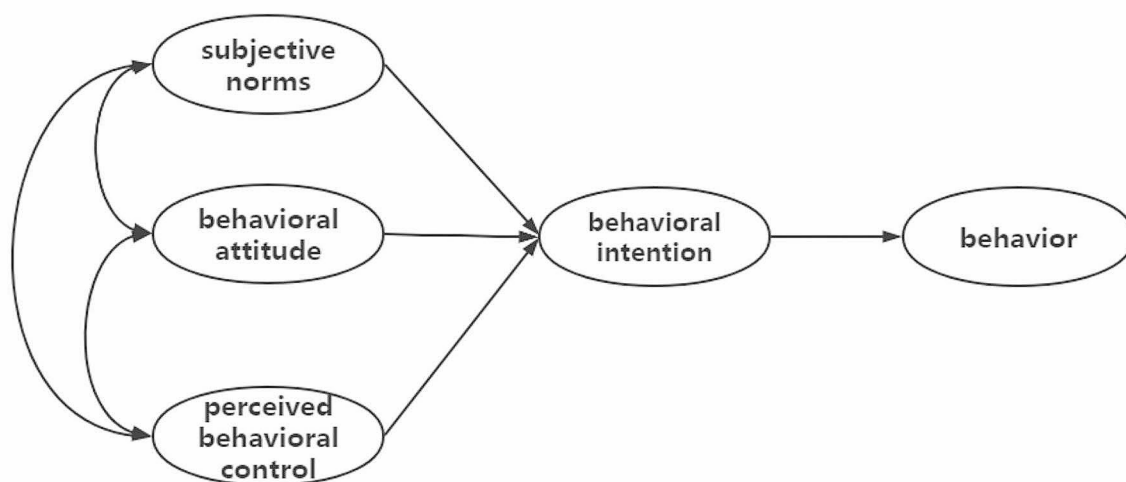 subjective
norms
behavioral
attitude
perceived
behavioral
control
behavioral
intention
behavior